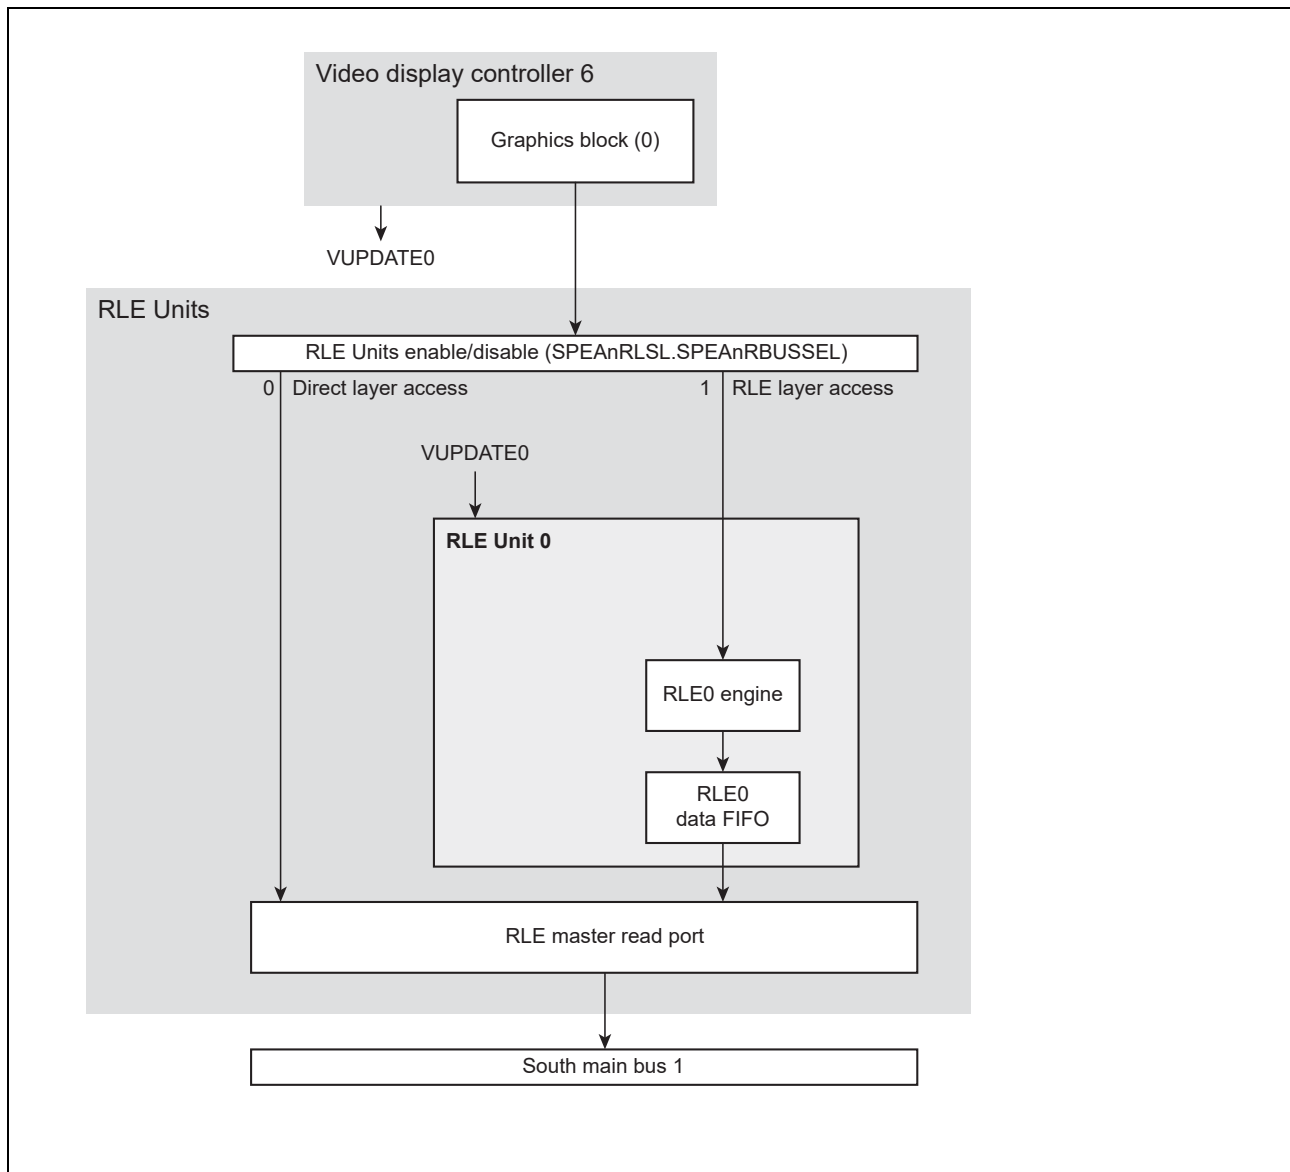 Video display controller 6
Graphics block (0)
VUPDATE0
RLE Units
RLE Units enable/disable (SPEAnRLSL.SPEAnRBUSSEL)
0 Direct layer access
1 RLE layer access
VUPDATE0
RLE Unit 0
RLE0 engine
RLE0
data FIFO
RLE master read port
South main bus 1